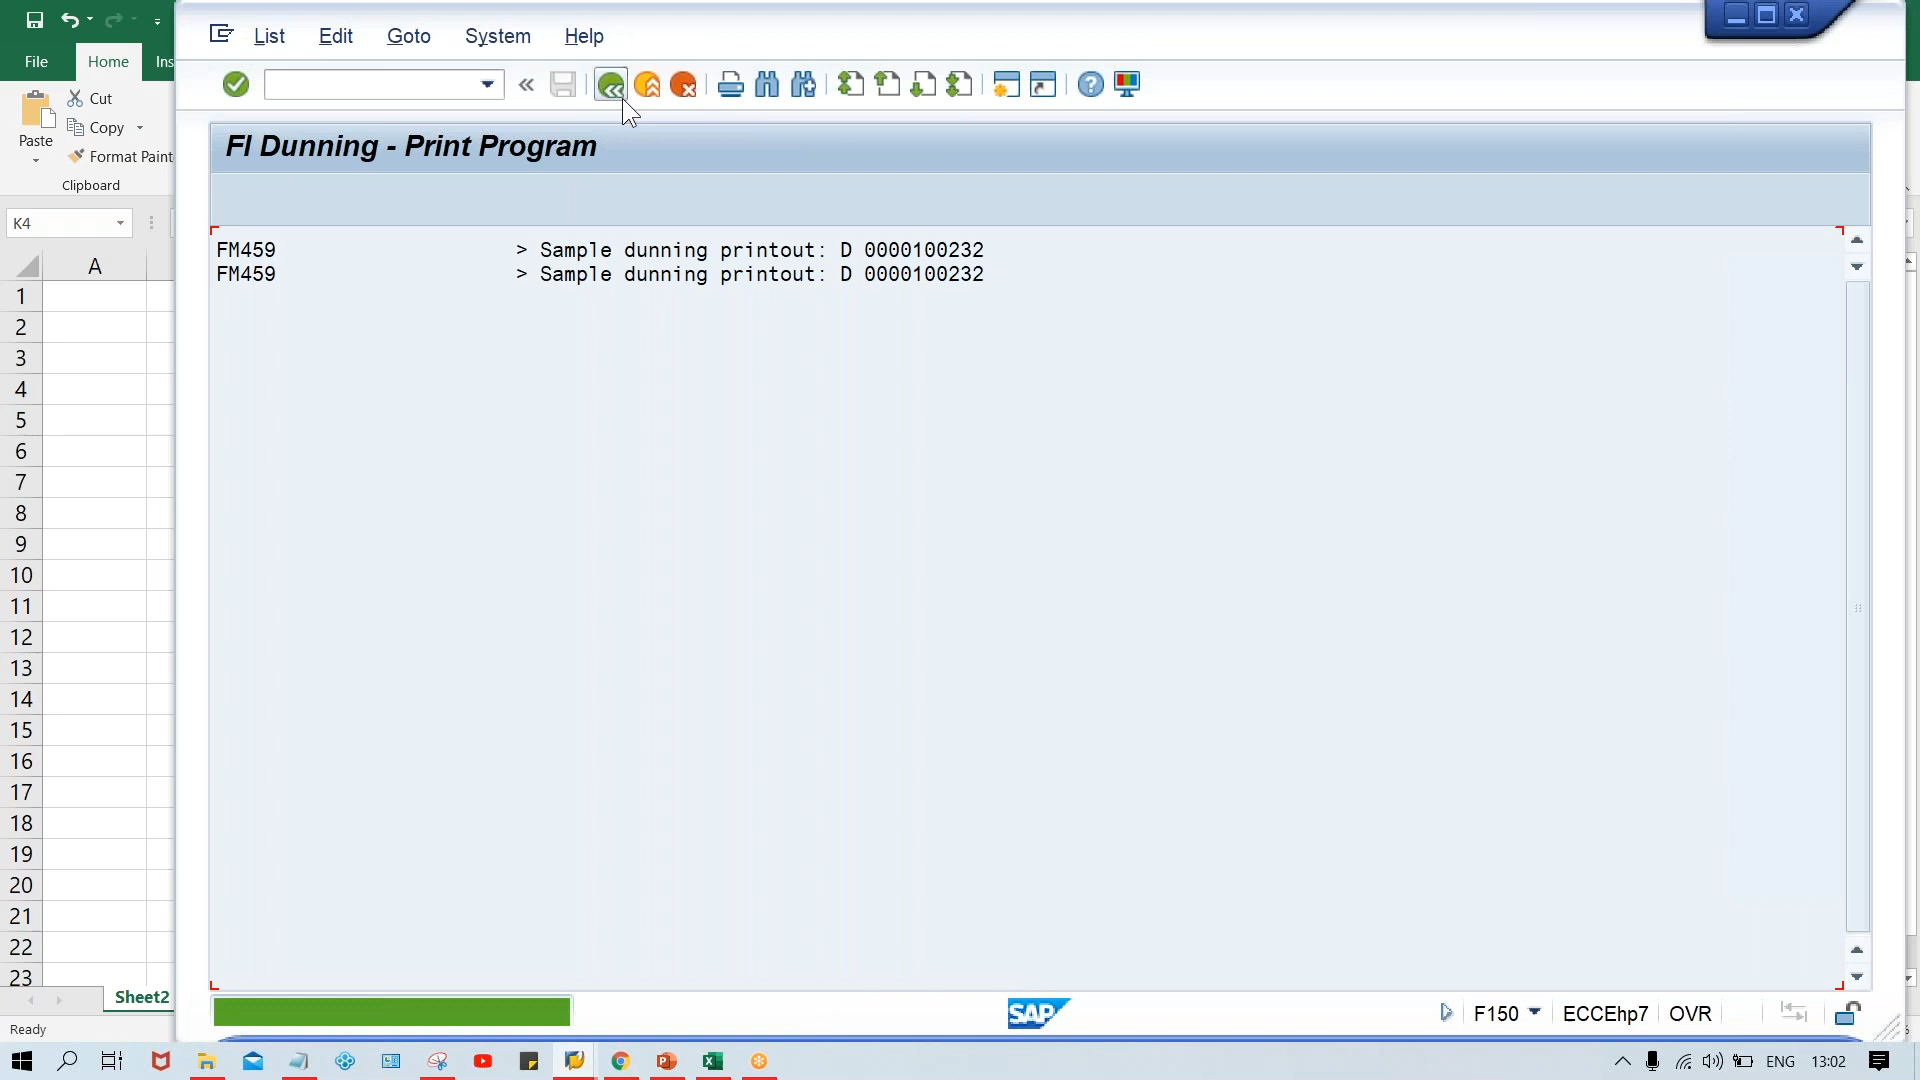 List Edit Goto System Help
File Home Ins
Cut
Copy
Paste
Format Paint
Clipboard
FI Dunning - Print Program
K4
FM459 > Sample dunning printout: D 0000100232
FM459 > Sample dunning printout: D 0000100232
A
1
2
3
4
5
6
7
8
9
10
11
12
13
14
15
16
17
18
19
20
21
22
23
Sheet2
SAP
F150 ECCEhp7 OVR
Ready
ENG 13:02